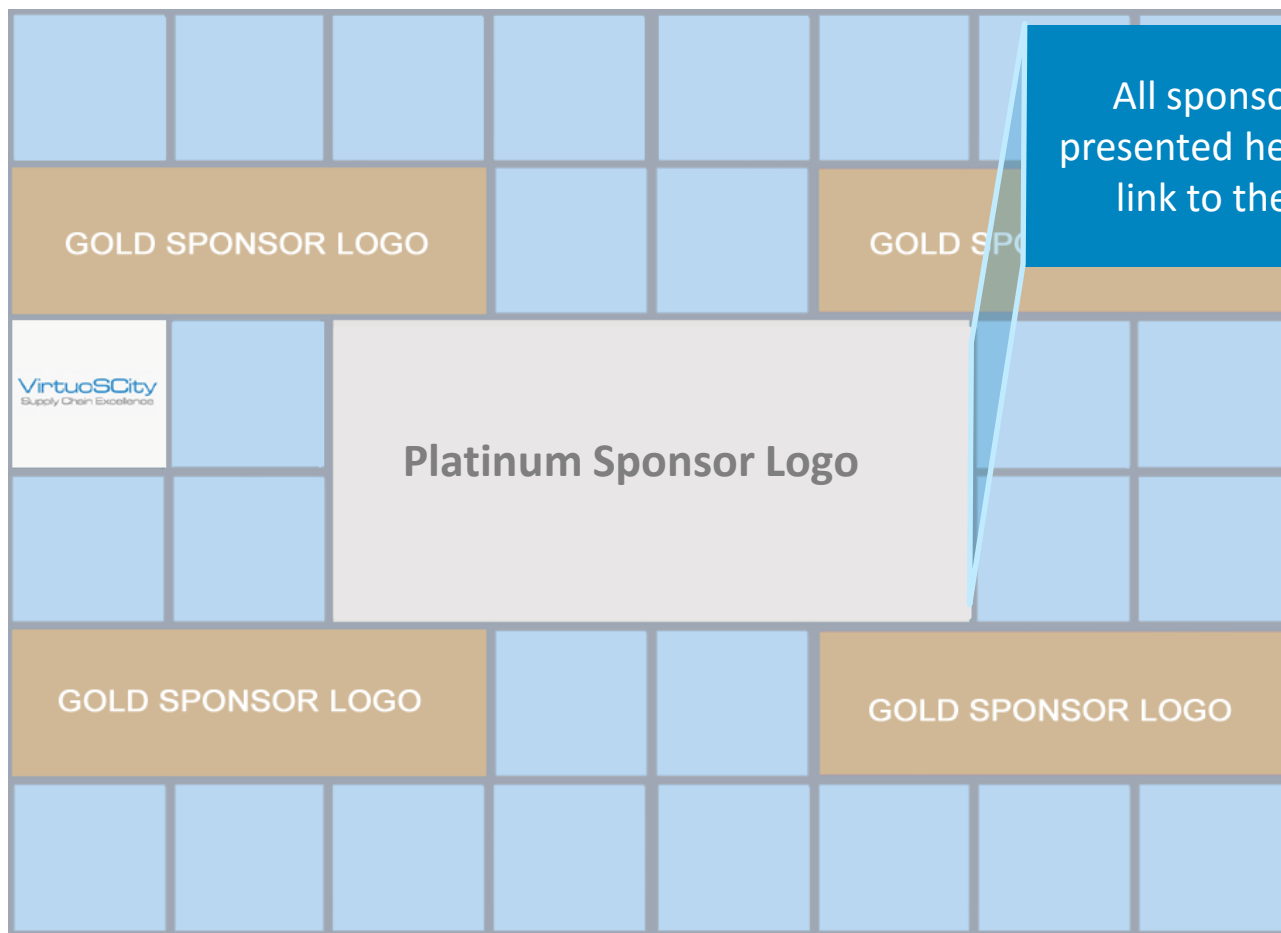 All sponso
presented he
link to the
GOLD SPONSOR LOGO
GOLD SPO
VirtuoSCity
Supply Chain Excellence
Platinum Sponsor Logo
GOLD SPONSOR LOGO
GOLD SPONSOR LOGO